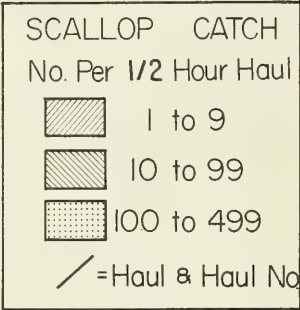 SCALLOP CATCH
No. Per 1/2 Hour Haul
1 to 9
10 to 99
100 to 499
=Haul & Haul No